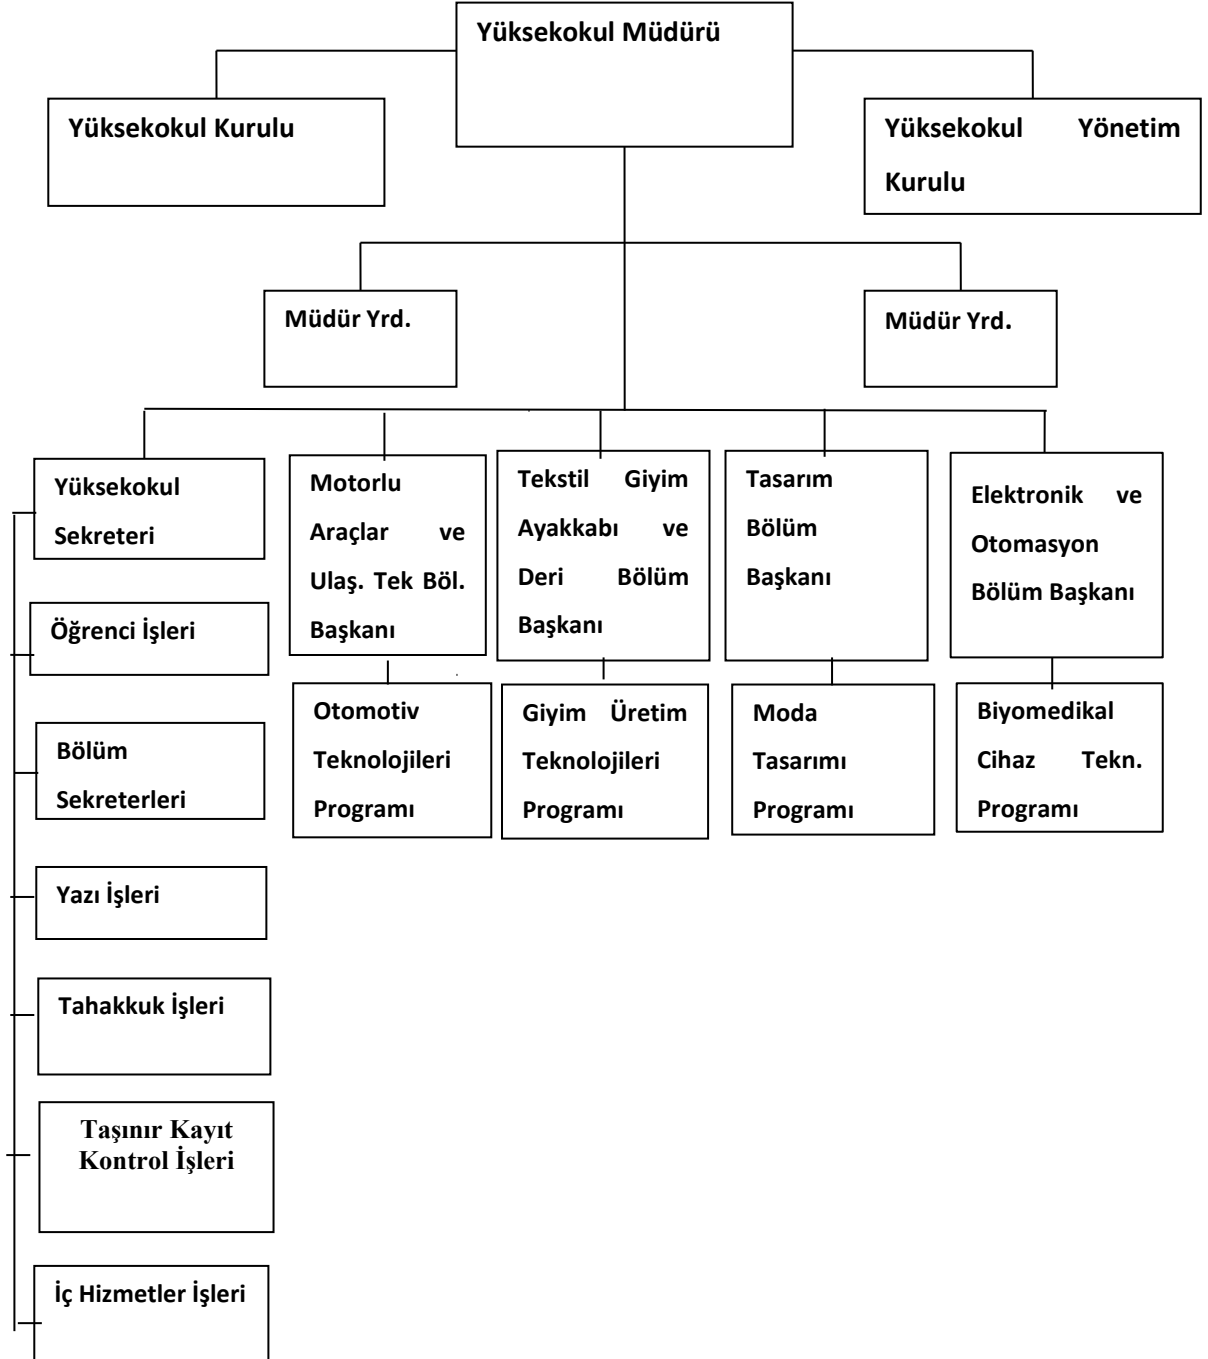 Yüksekokul Müdürü
Yüksekokul Kurulu
Yüksekokul Yönetim
Kurulu
Müdür Yrd.
Müdür Yrd.
Yüksekokul
Sekreteri
Motorlu
Araçlar ve
Ulaş. Tek Böl.
Başkanı
Tekstil Giyim
Ayakkabı ve
Deri Bölüm
Başkanı
Tasarım
Bölüm
Başkanı
Elektronik ve
Otomasyon
Bölüm Başkanı
Otomotiv
Teknolojileri
Programı
Giyim Üretim
Teknolojileri
Programı
Moda
Tasarımı
Programı
Biyomedikal
Cihaz Tekn.
Programı
Öğrenci İşleri
Bölüm
Sekreterleri
Yazı İşleri
Tahakkuk İşleri
Taşınır Kayıt
Kontrol İşleri
İç Hizmetler İşleri